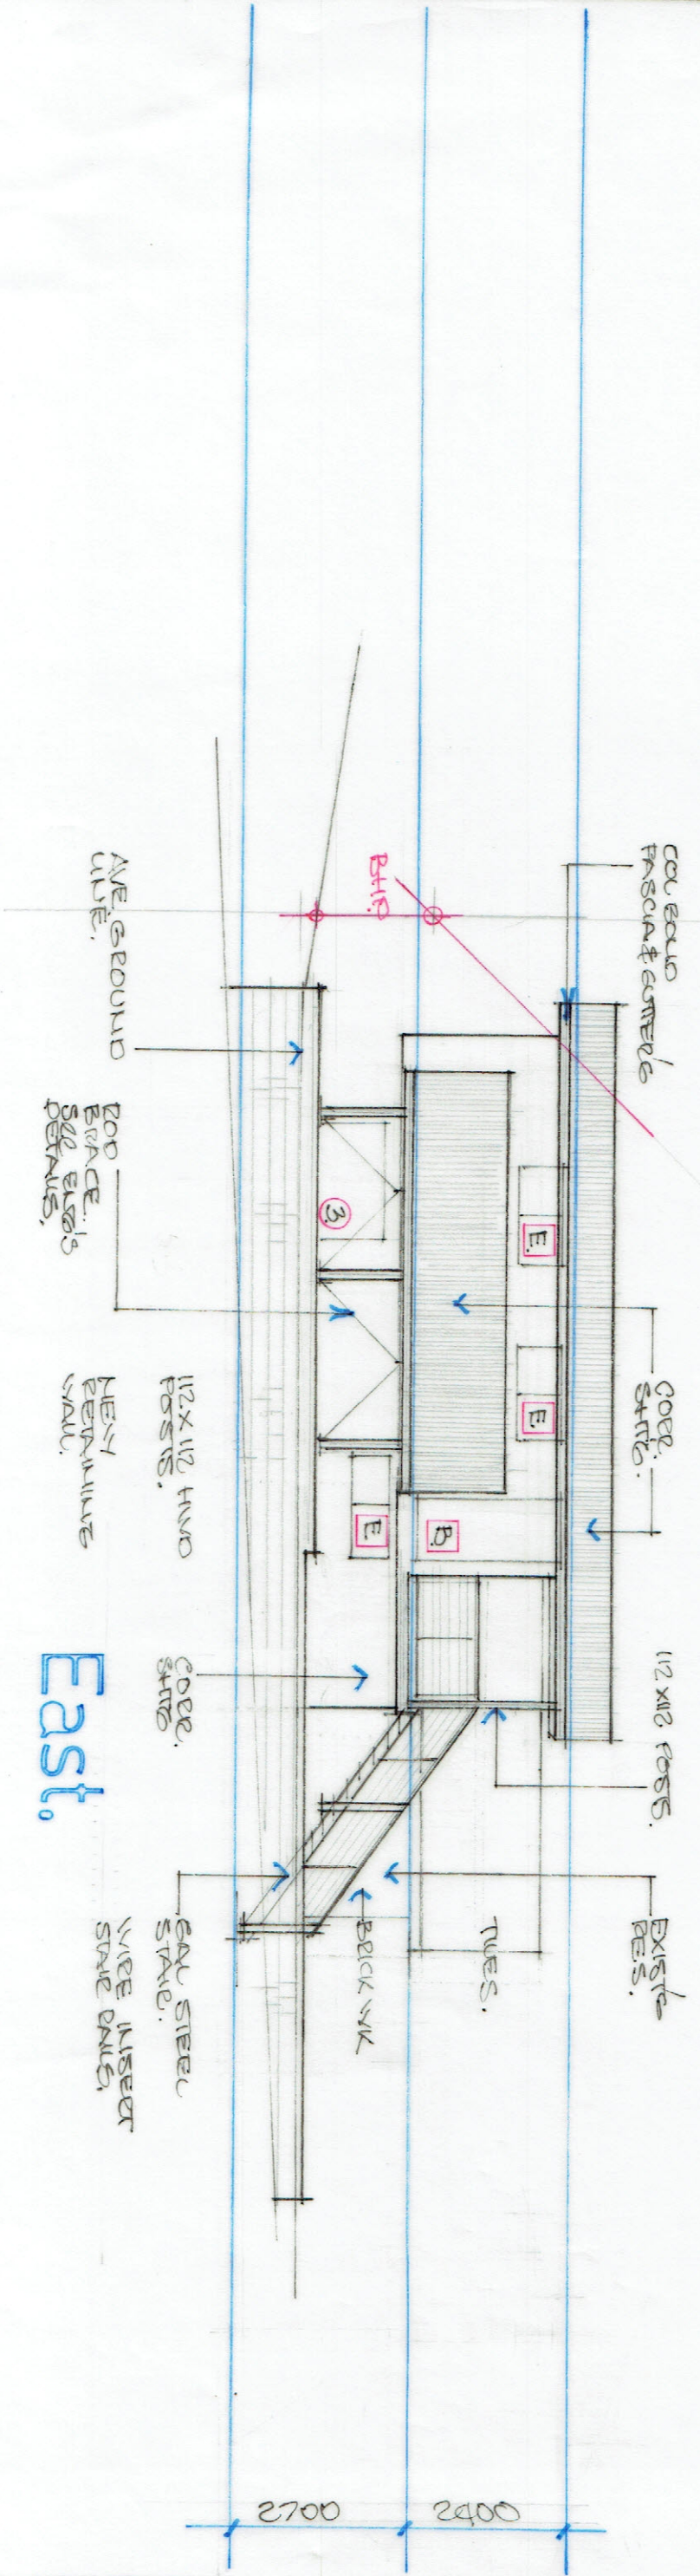 COL BOND
FASCIA & GUTTERS
CORR.
SHTG.
112 x 112 POSTS.
EXIST'G
RES.
B.H.P.
E.
E.
3.
E.
B.
TILES.
BRICK WK
AVE. GROUND
LINE.
ROD
BRACE.
SEE ENG'S
DETAILS.
112 x 112 HWD
POSTS.
NEW
RETAINING
WALL.
CORR.
SHTG
GAL STEEL
STAIR.
WIRE INSERT
STAIR RAILS.
East.
2400
2700